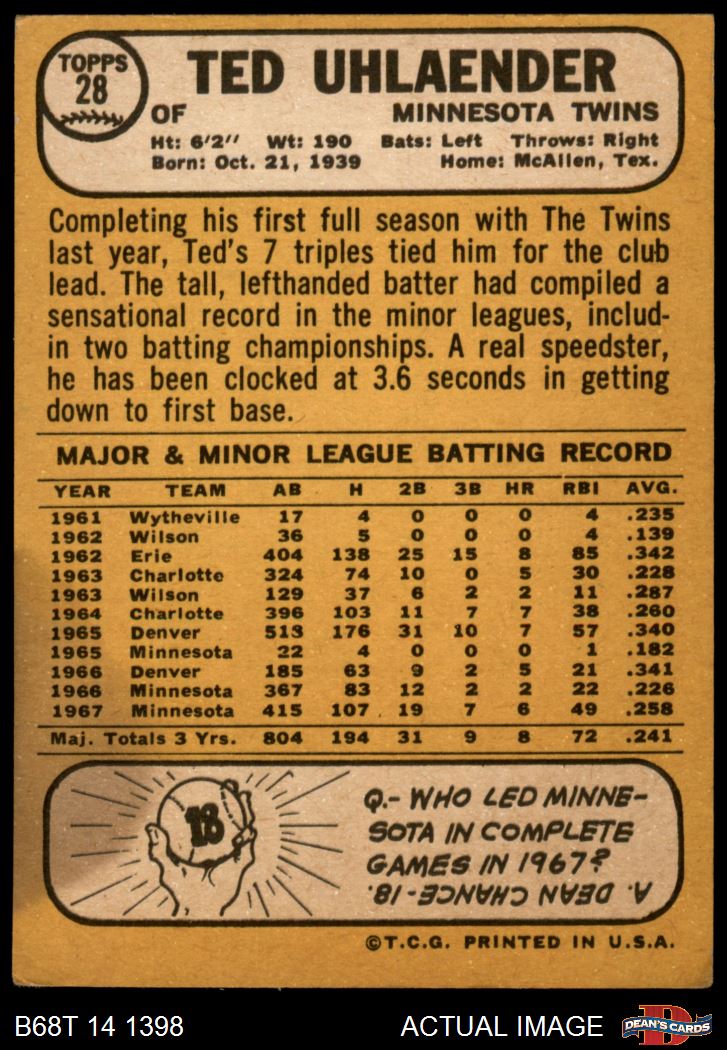 TOPPS
28
TED UHLAENDER
OF MINNESOTA TWINS
Ht: 6'2" Wt: 190 Bats: Left Throws: Right
Born: Oct. 21, 1939 Home: McAllen, Tex.
Completing his first full season with The Twins
last year, Ted's 7 triples tied him for the club
lead. The tall, lefthanded batter had compiled a
sensational record in the minor leagues, includ-
in two batting championships. A real speedster,
he has been clocked at 3.6 seconds in getting
down to first base.
MAJOR & MINOR LEAGUE BATTING RECORD
YEAR TEAM AB H 2B 3B HR RBI AVG.
1961 Wytheville 17 4 0 0 0 4 .235
1962 Wilson 36 5 0 0 0 4 .139
1962 Erie 404 138 25 15 8 85 .342
1963 Charlotte 324 74 10 0 5 30 .228
1963 Wilson 129 37 6 2 2 11 .287
1964 Charlotte 396 103 11 7 7 38 .260
1965 Denver 513 176 31 10 7 57 .340
1965 Minnesota 22 4 0 0 0 1 .182
1966 Denver 185 63 9 2 5 21 .341
1966 Minnesota 367 83 12 2 2 22 .226
1967 Minnesota 415 107 19 7 6 49 .258
Maj. Totals 3 Yrs. 804 194 31 9 8 72 .241
18
Q.- WHO LED MINNE-
SOTA IN COMPLETE
GAMES IN 1967?
A. DEAN CHANCE-18.
©T.C.G. PRINTED IN U.S.A.
B68T 14 1398 ACTUAL IMAGE
D
DEAN'S CARDS